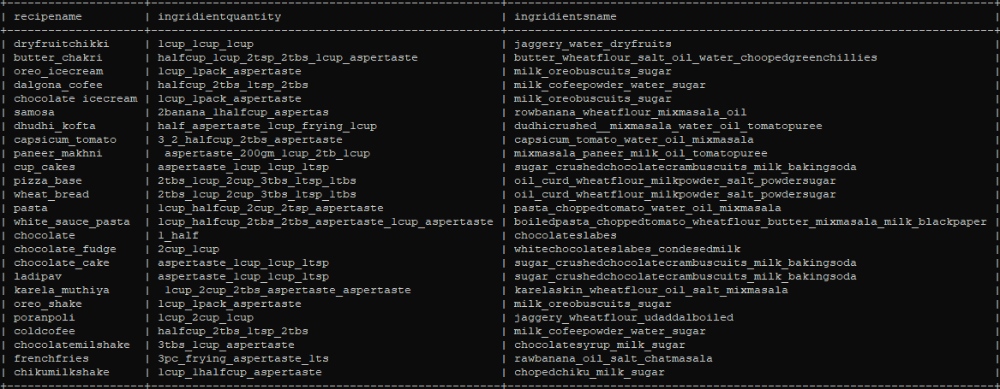 +--------------------+--------------------------------------------------+---------------------------------------------------------------------+
| recipename         | ingridientquantity                               | ingridientsname                                                     |
+--------------------+--------------------------------------------------+---------------------------------------------------------------------+
| dryfruitchikki     | 1cup_1cup_1cup                                   | jaggery_water_dryfruits                                             |
| butter_chakri      | halfcup_1cup_2tsp_2tbs_1cup_aspertaste           | butter_wheatflour_salt_oil_water_choopedgreenchillies               |
| oreo_icecream      | 1cup_1pack_aspertaste                            | milk_oreobuscuits_sugar                                             |
| dalgona_cofee      | halfcup_2tbs_1tsp_2tbs                           | milk_cofeepowder_water_sugar                                        |
| chocolate icecream | 1cup_1pack_aspertaste                            | milk_oreobuscuits_sugar                                             |
| samosa             | 2banana_1halfcup_aspertas                        | rowbanana_wheatflour_mixmasala_oil                                  |
| dhudhi_kofta       | half_aspertaste_1cup_frying_1cup                 | dudhicrushed__mixmasala_water_oil_tomatopuree                       |
| capsicum_tomato    | 3_2_halfcup_2tbs_aspertaste                      | capsicum_tomato_water_oil_mixmasala                                 |
| paneer_makhni      |  aspertaste_200gm_1cup_2tb_1cup                  | mixmasala_paneer_milk_oil_tomatopuree                               |
| cup_cakes          | aspertaste_1cup_1cup_1tsp                        | sugar_crushedchocolatecrambuscuits_milk_bakingsoda                  |
| pizza_base         | 2tbs_1cup_2cup_3tbs_1tsp_1tbs                    | oil_curd_wheatflour_milkpowder_salt_powdersugar                     |
| wheat_bread        | 2tbs_1cup_2cup_3tbs_1tsp_1tbs                    | oil_curd_wheatflour_milkpowder_salt_powdersugar                     |
| pasta              | 1cup_halfcup_2cup_2tsp_aspertaste                | pasta_choppedtomato_water_oil_mixmasala                             |
| white_sauce_pasta  | 1cup_halfcup_2tbs_2tbs_aspertaste_1cup_aspertaste | boiledpasta_choppedtomato_wheatflour_butter_mixmasala_milk_blackpaper |
| chocolate          | 1_half                                           | chocolateslabes                                                     |
| chocolate_fudge    | 2cup_1cup                                        | whitechocolateslabes_condesedmilk                                   |
| chocolate_cake     | aspertaste_1cup_1cup_1tsp                        | sugar_crushedchocolatecrambuscuits_milk_bakingsoda                  |
| ladipav            | aspertaste_1cup_1cup_1tsp                        | sugar_crushedchocolatecrambuscuits_milk_bakingsoda                  |
| karela_muthiya     |  1cup_2cup_2tbs_aspertaste_aspertaste            | karelaskin_wheatflour_oil_salt_mixmasala                            |
| oreo_shake         | 1cup_1pack_aspertaste                            | milk_oreobuscuits_sugar                                             |
| poranpoli          | 1cup_2cup_1cup                                   | jaggery_wheatflour_udaddalboiled                                    |
| coldcofee          | halfcup_2tbs_1tsp_2tbs                           | milk_cofeepowder_water_sugar                                        |
| chocolatemilshake  | 3tbs_1cup_aspertaste                             | chocolatesyrup_milk_sugar                                           |
| frenchfries        | 3pc_frying_aspertaste_1ts                        | rawbanana_oil_salt_chatmasala                                       |
| chikumilkshake     | 1cup_1halfcup_aspertaste                         | chopedchiku_milk_sugar                                              |
+--------------------+--------------------------------------------------+---------------------------------------------------------------------+